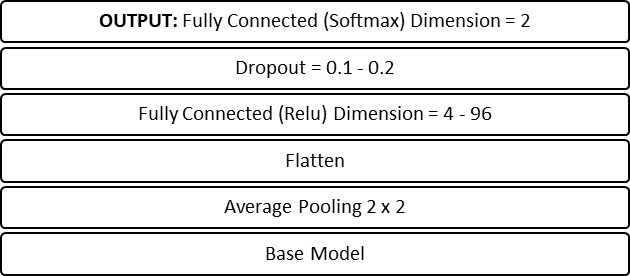 OUTPUT: Fully Connected (Softmax) Dimension = 2
Dropout = 0.1 - 0.2
Fully Connected (Relu) Dimension = 4 - 96
Flatten
Average Pooling 2 x 2
Base Model